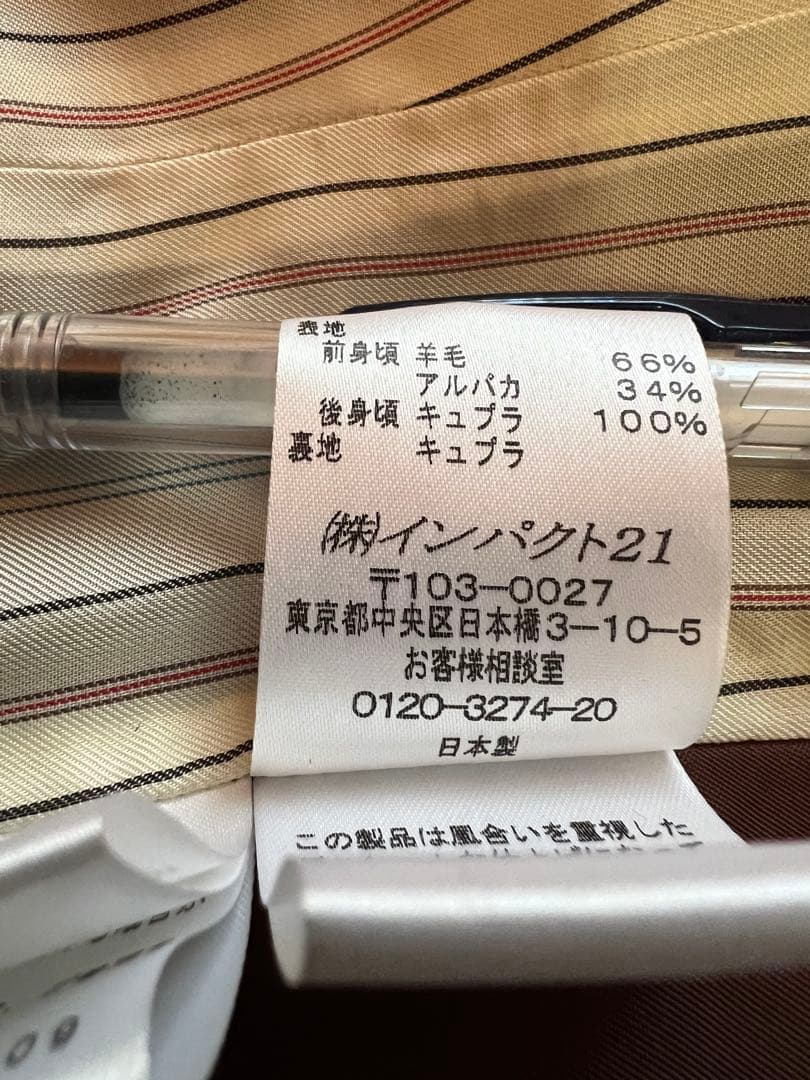 表地
前身頃 羊毛 66%
アルパカ 34%
後身頃 キュプラ 100%
裏地 キュプラ
(株)インパクト21
〒103-0027
東京都中央区日本橋3-10-5
お客様相談室
0120-3274-20
日本製
この製品は風合いを重視した
09